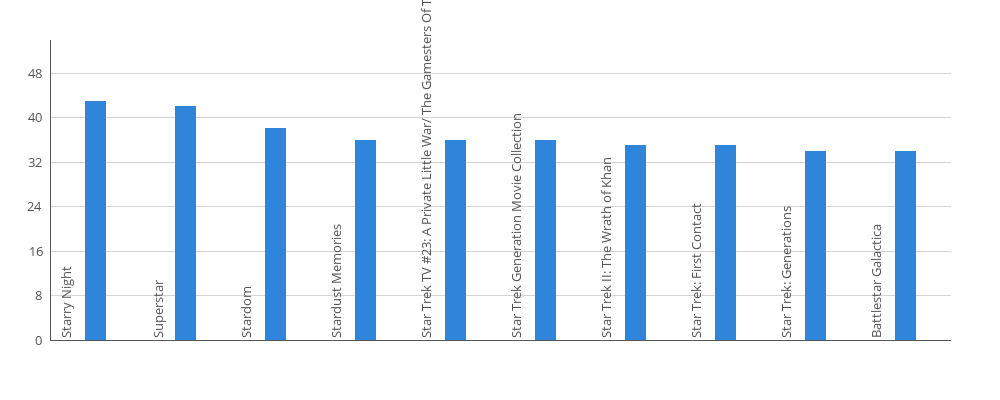 48
40
32
24
16
8
0
Starry Night
Superstar
Stardom
Stardust Memories
Star Trek TV #23: A Private Little War/ The Gamesters Of
Star Trek Generation Movie Collection
Star Trek II: The Wrath of Khan
Star Trek: First Contact
Star Trek: Generations
Battlestar Galactica